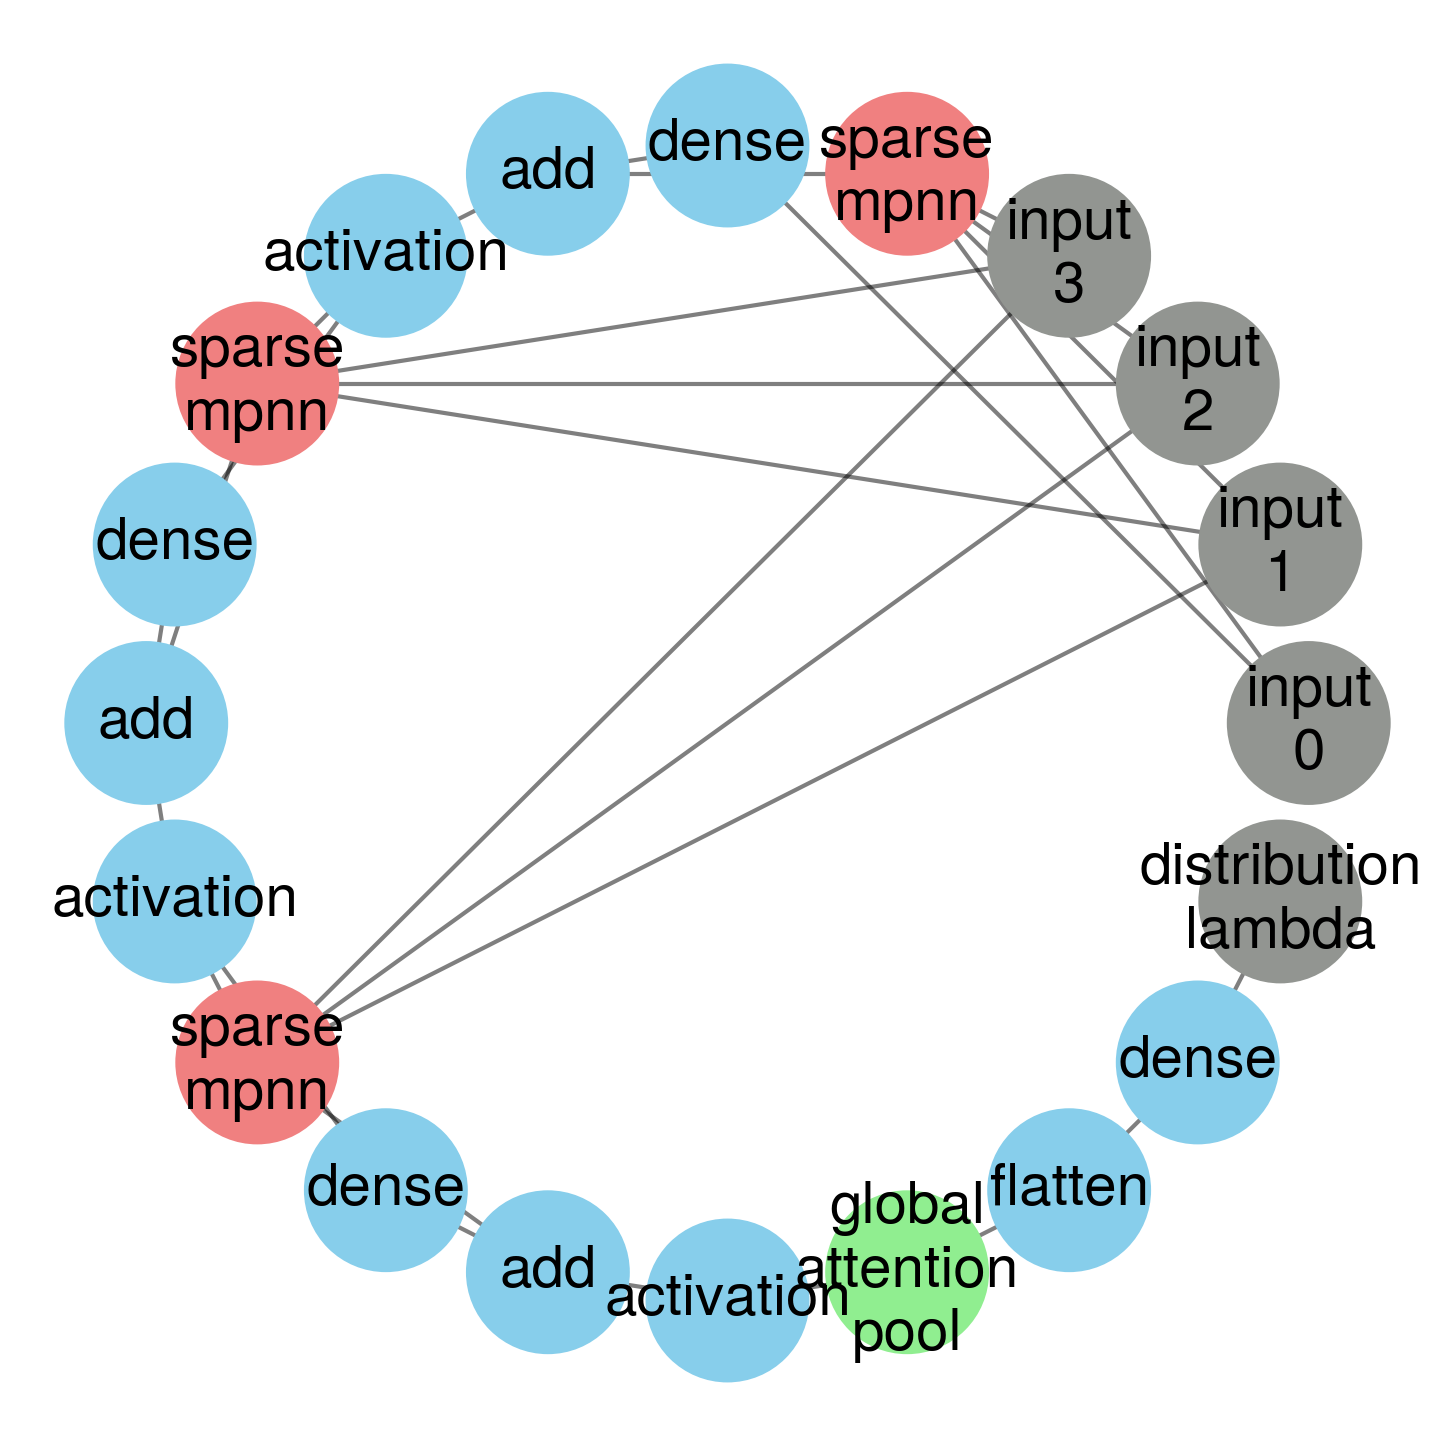 dense
add
sparse
mpnn
activation
input
3
sparse
mpnn
input
2
dense
input
1
add
input
0
activation
distribution
lambda
sparse
mpnn
dense
dense
flatten
add
activation
global
attention
pool